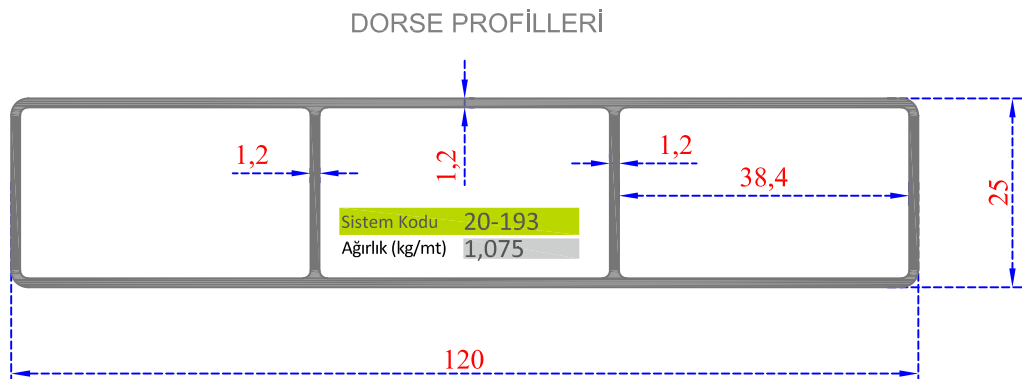 DORSE PROFİLLERİ
1,2
1,2
1,2
38,4
25
Sistem Kodu 20-193
Ağırlık (kg/mt) 1,075
120